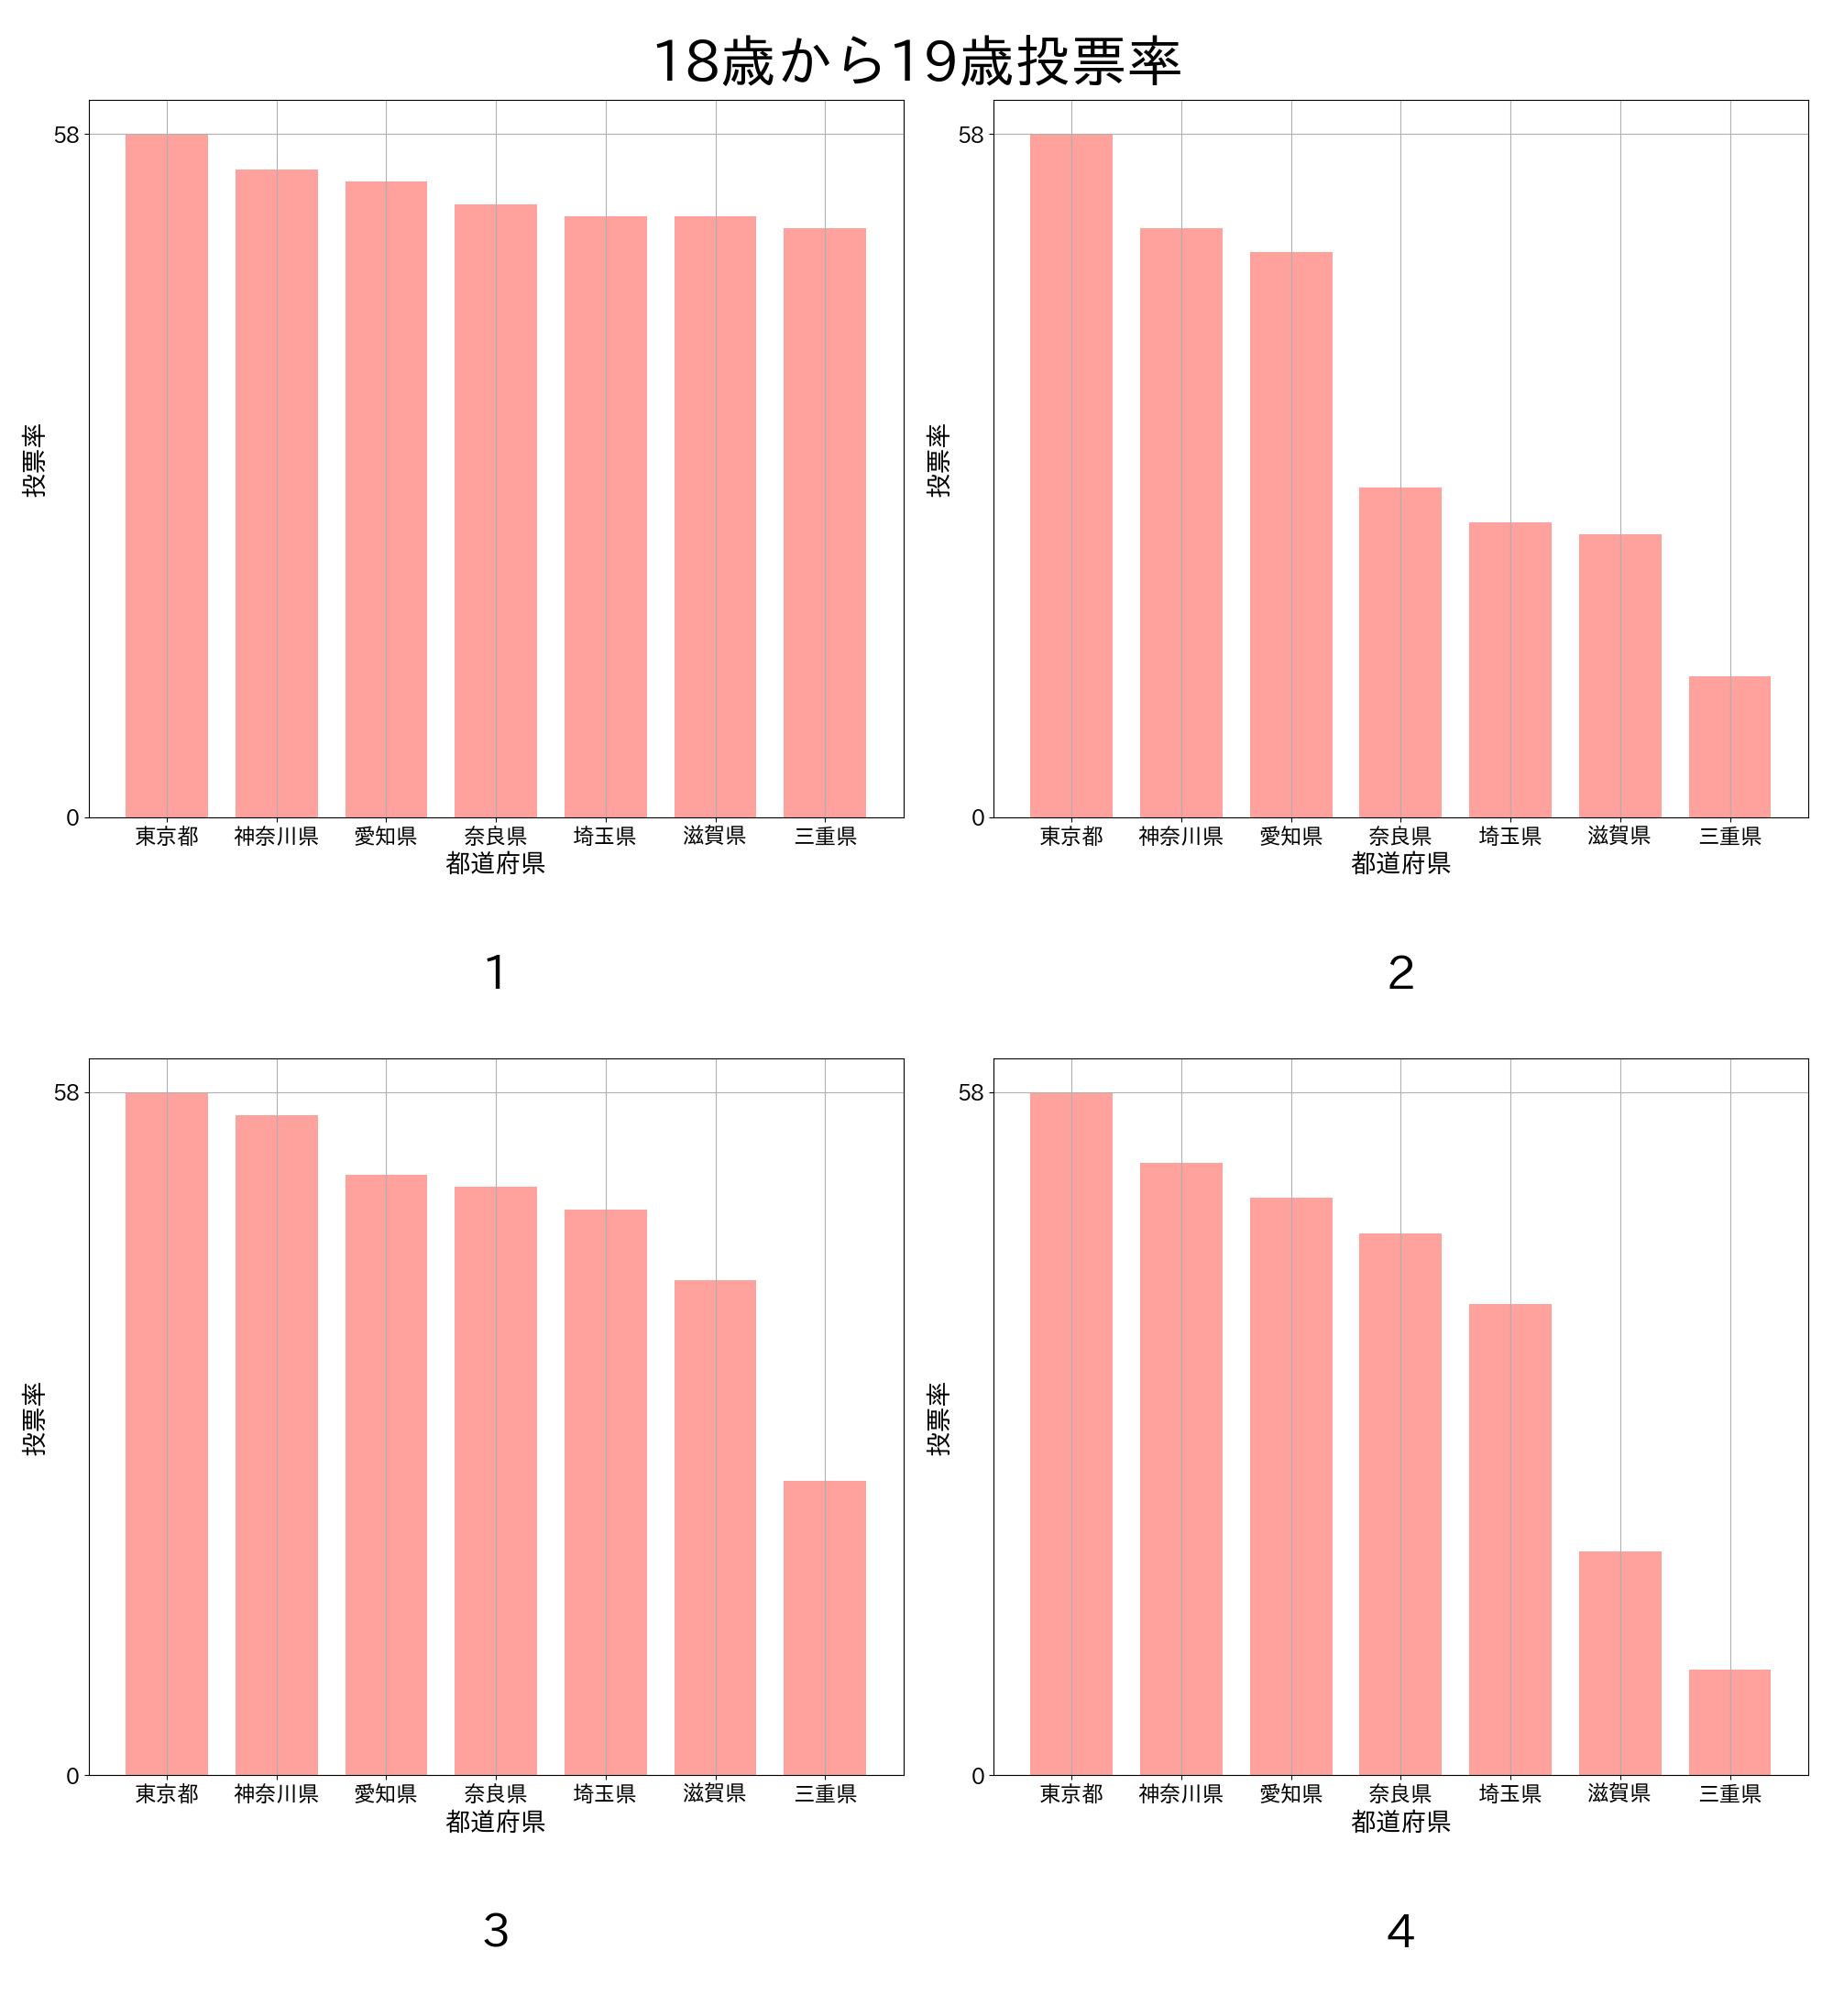 18歳から19歳投票率
58
0
投票率
東京都 神奈川県 愛知県 奈良県 埼玉県 滋賀県 三重県
都道府県
1
58
0
投票率
東京都 神奈川県 愛知県 奈良県 埼玉県 滋賀県 三重県
都道府県
2
58
0
投票率
東京都 神奈川県 愛知県 奈良県 埼玉県 滋賀県 三重県
都道府県
3
58
0
投票率
東京都 神奈川県 愛知県 奈良県 埼玉県 滋賀県 三重県
都道府県
4